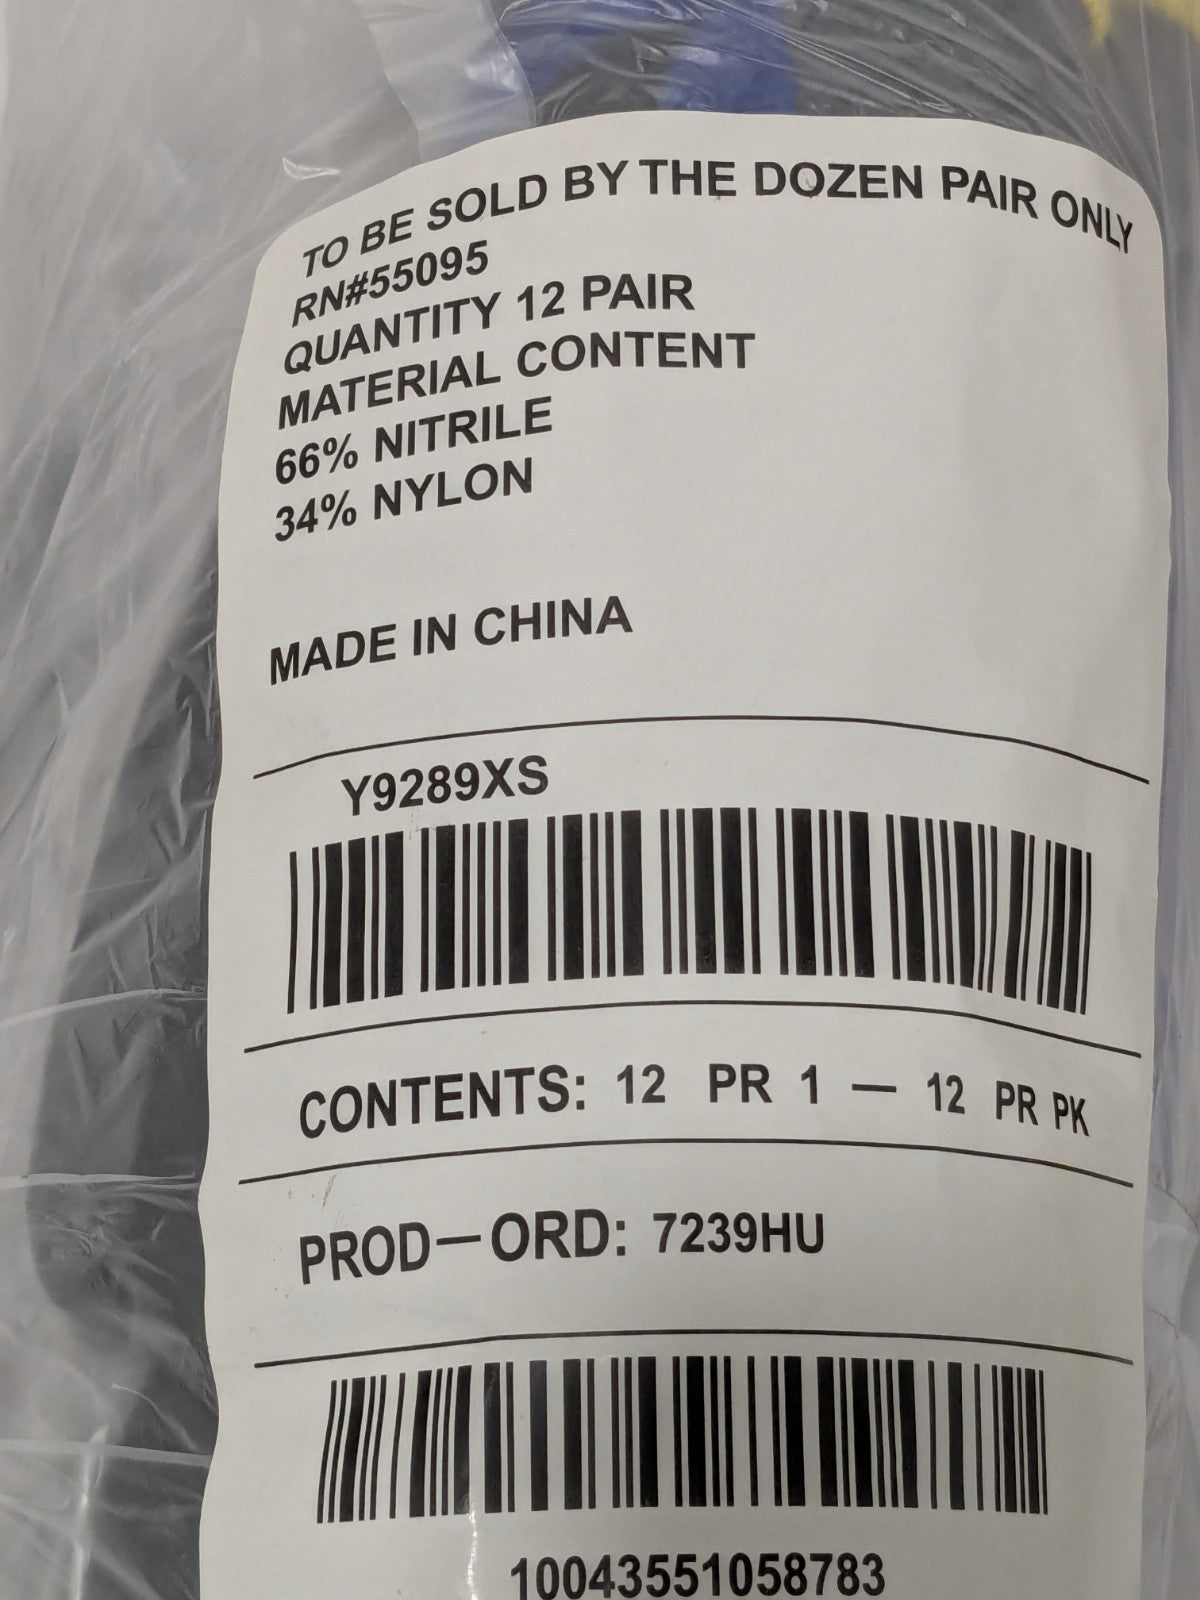 TO BE SOLD BY THE DOZEN PAIR ONLY
RN#55095
QUANTITY 12 PAIR
MATERIAL CONTENT
66% NITRILE
34% NYLON
MADE IN CHINA
Y9289XS
CONTENTS: 12 PR 1 — 12 PR PK
PROD—ORD: 7239HU
10043551058783